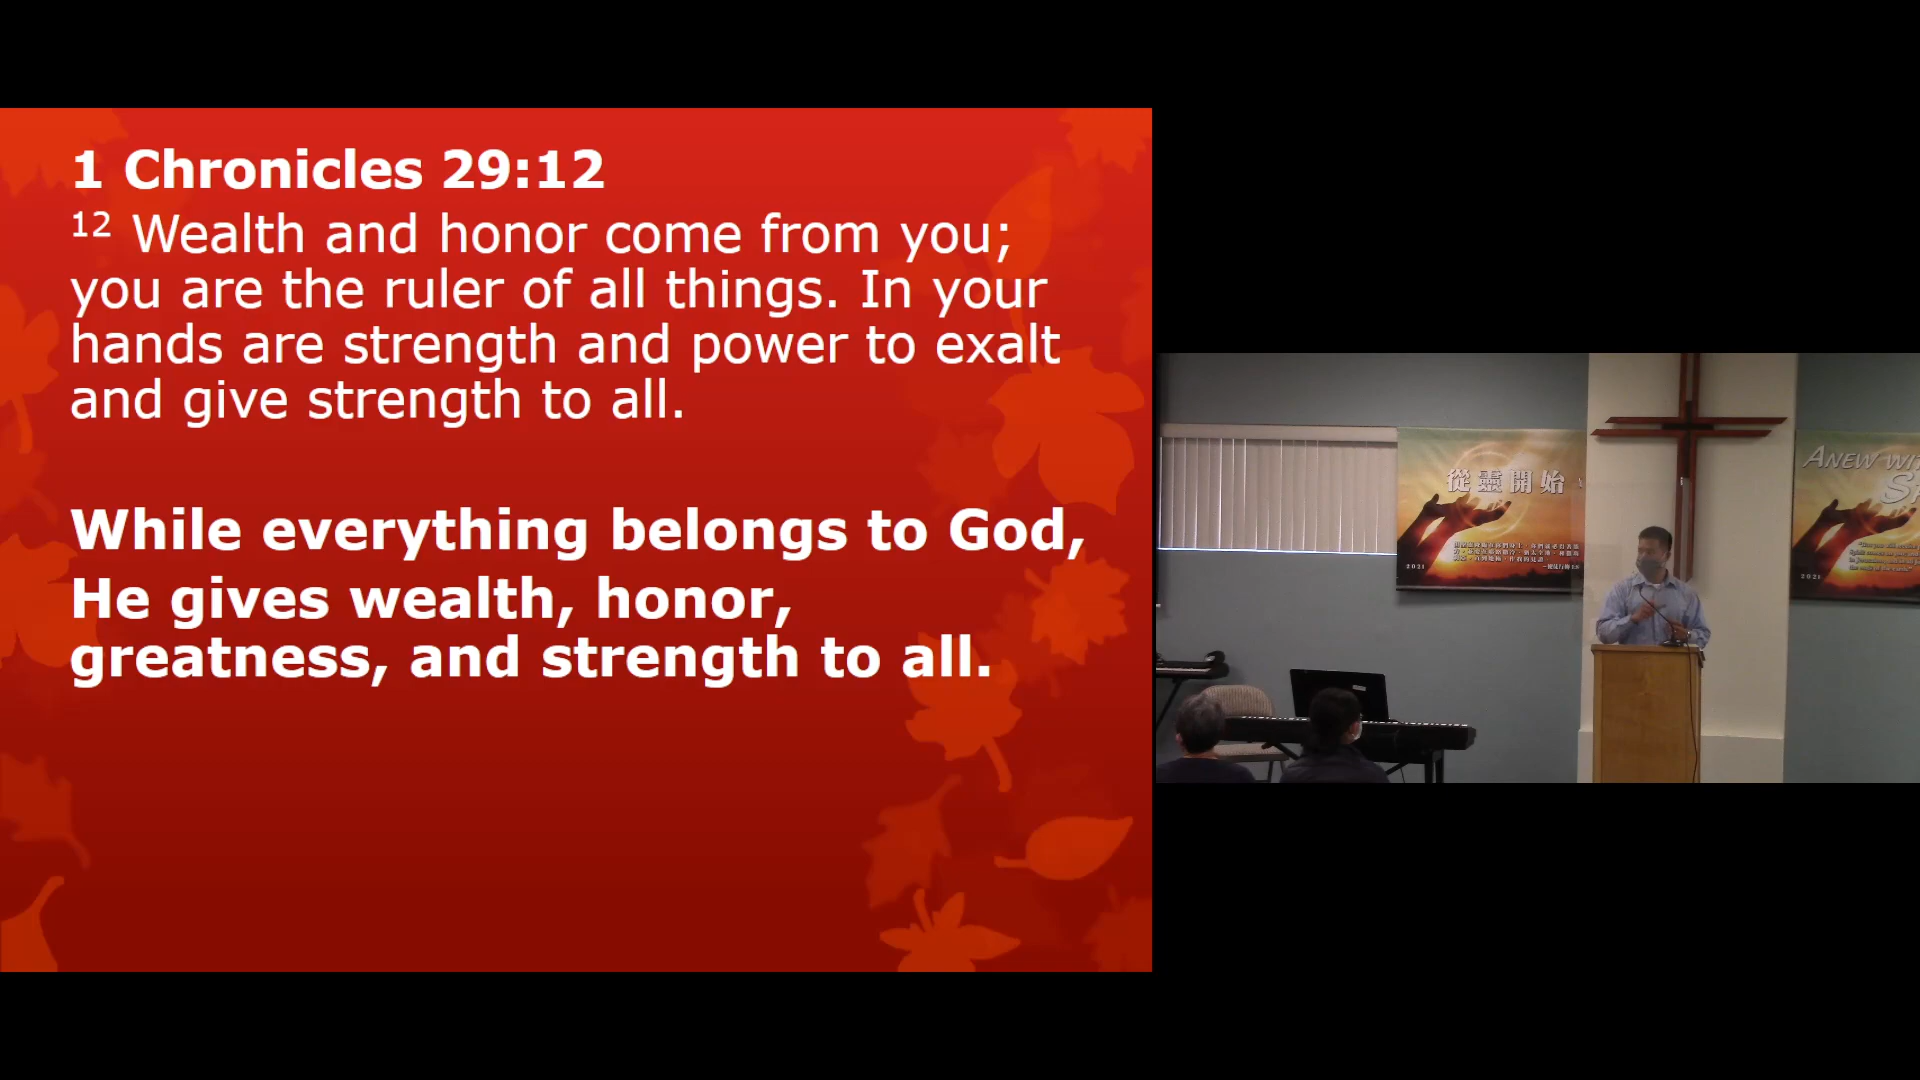 1 Chronicles 29:12
12 Wealth and honor come from you;
you are the ruler of all things. In your
hands are strength and power to exalt
and give strength to all.
While everything belongs to God,
He gives wealth, honor,
greatness, and strength to all.
從靈開始
2021
ANEW WIT
S
2021